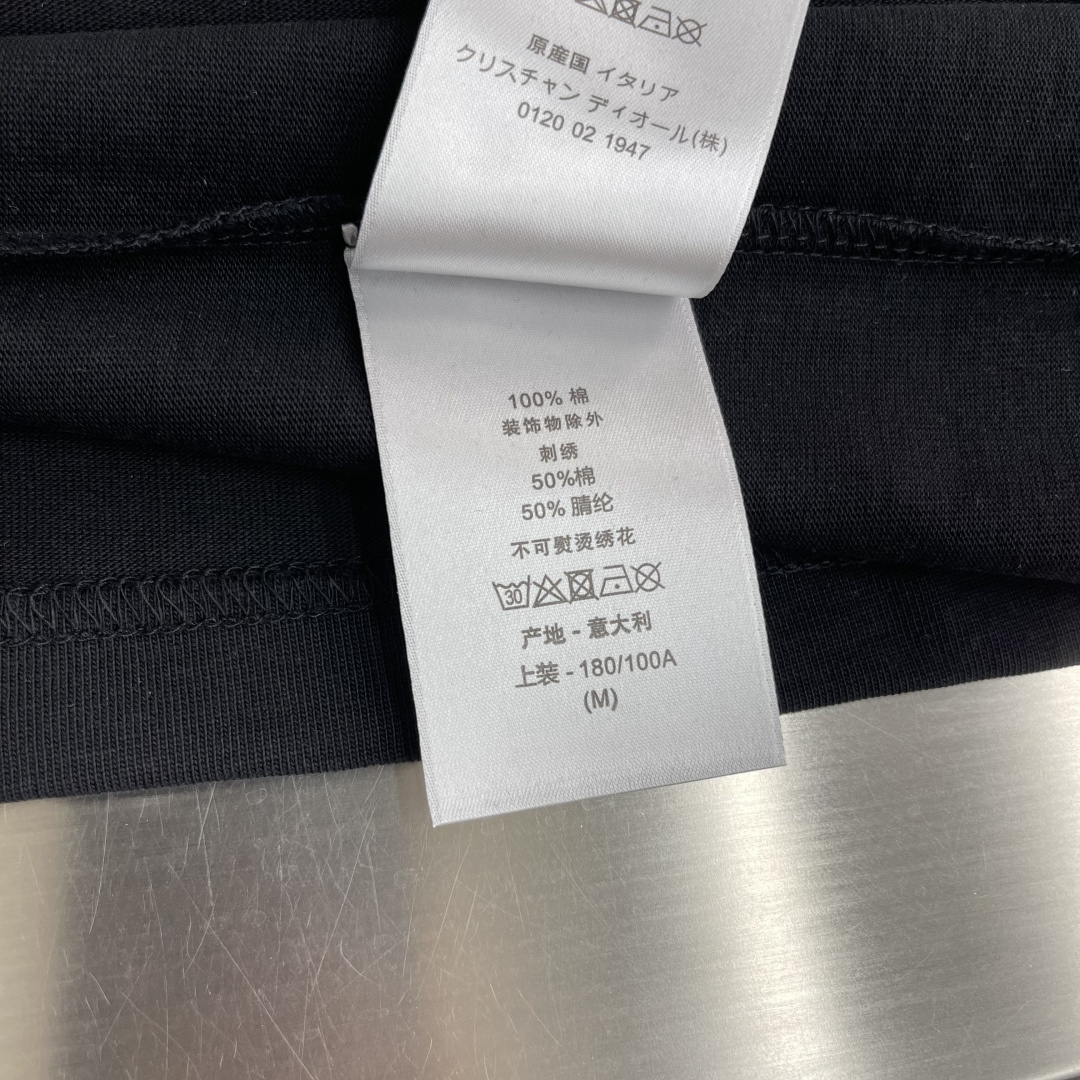 原産国 イタリア
クリスチャン ディオール(株)
0120 02 1947
100% 棉
装饰物除外
刺绣
50%棉
50% 腈纶
不可熨烫绣花
30
产地 - 意大利
上装 - 180/100A
(M)